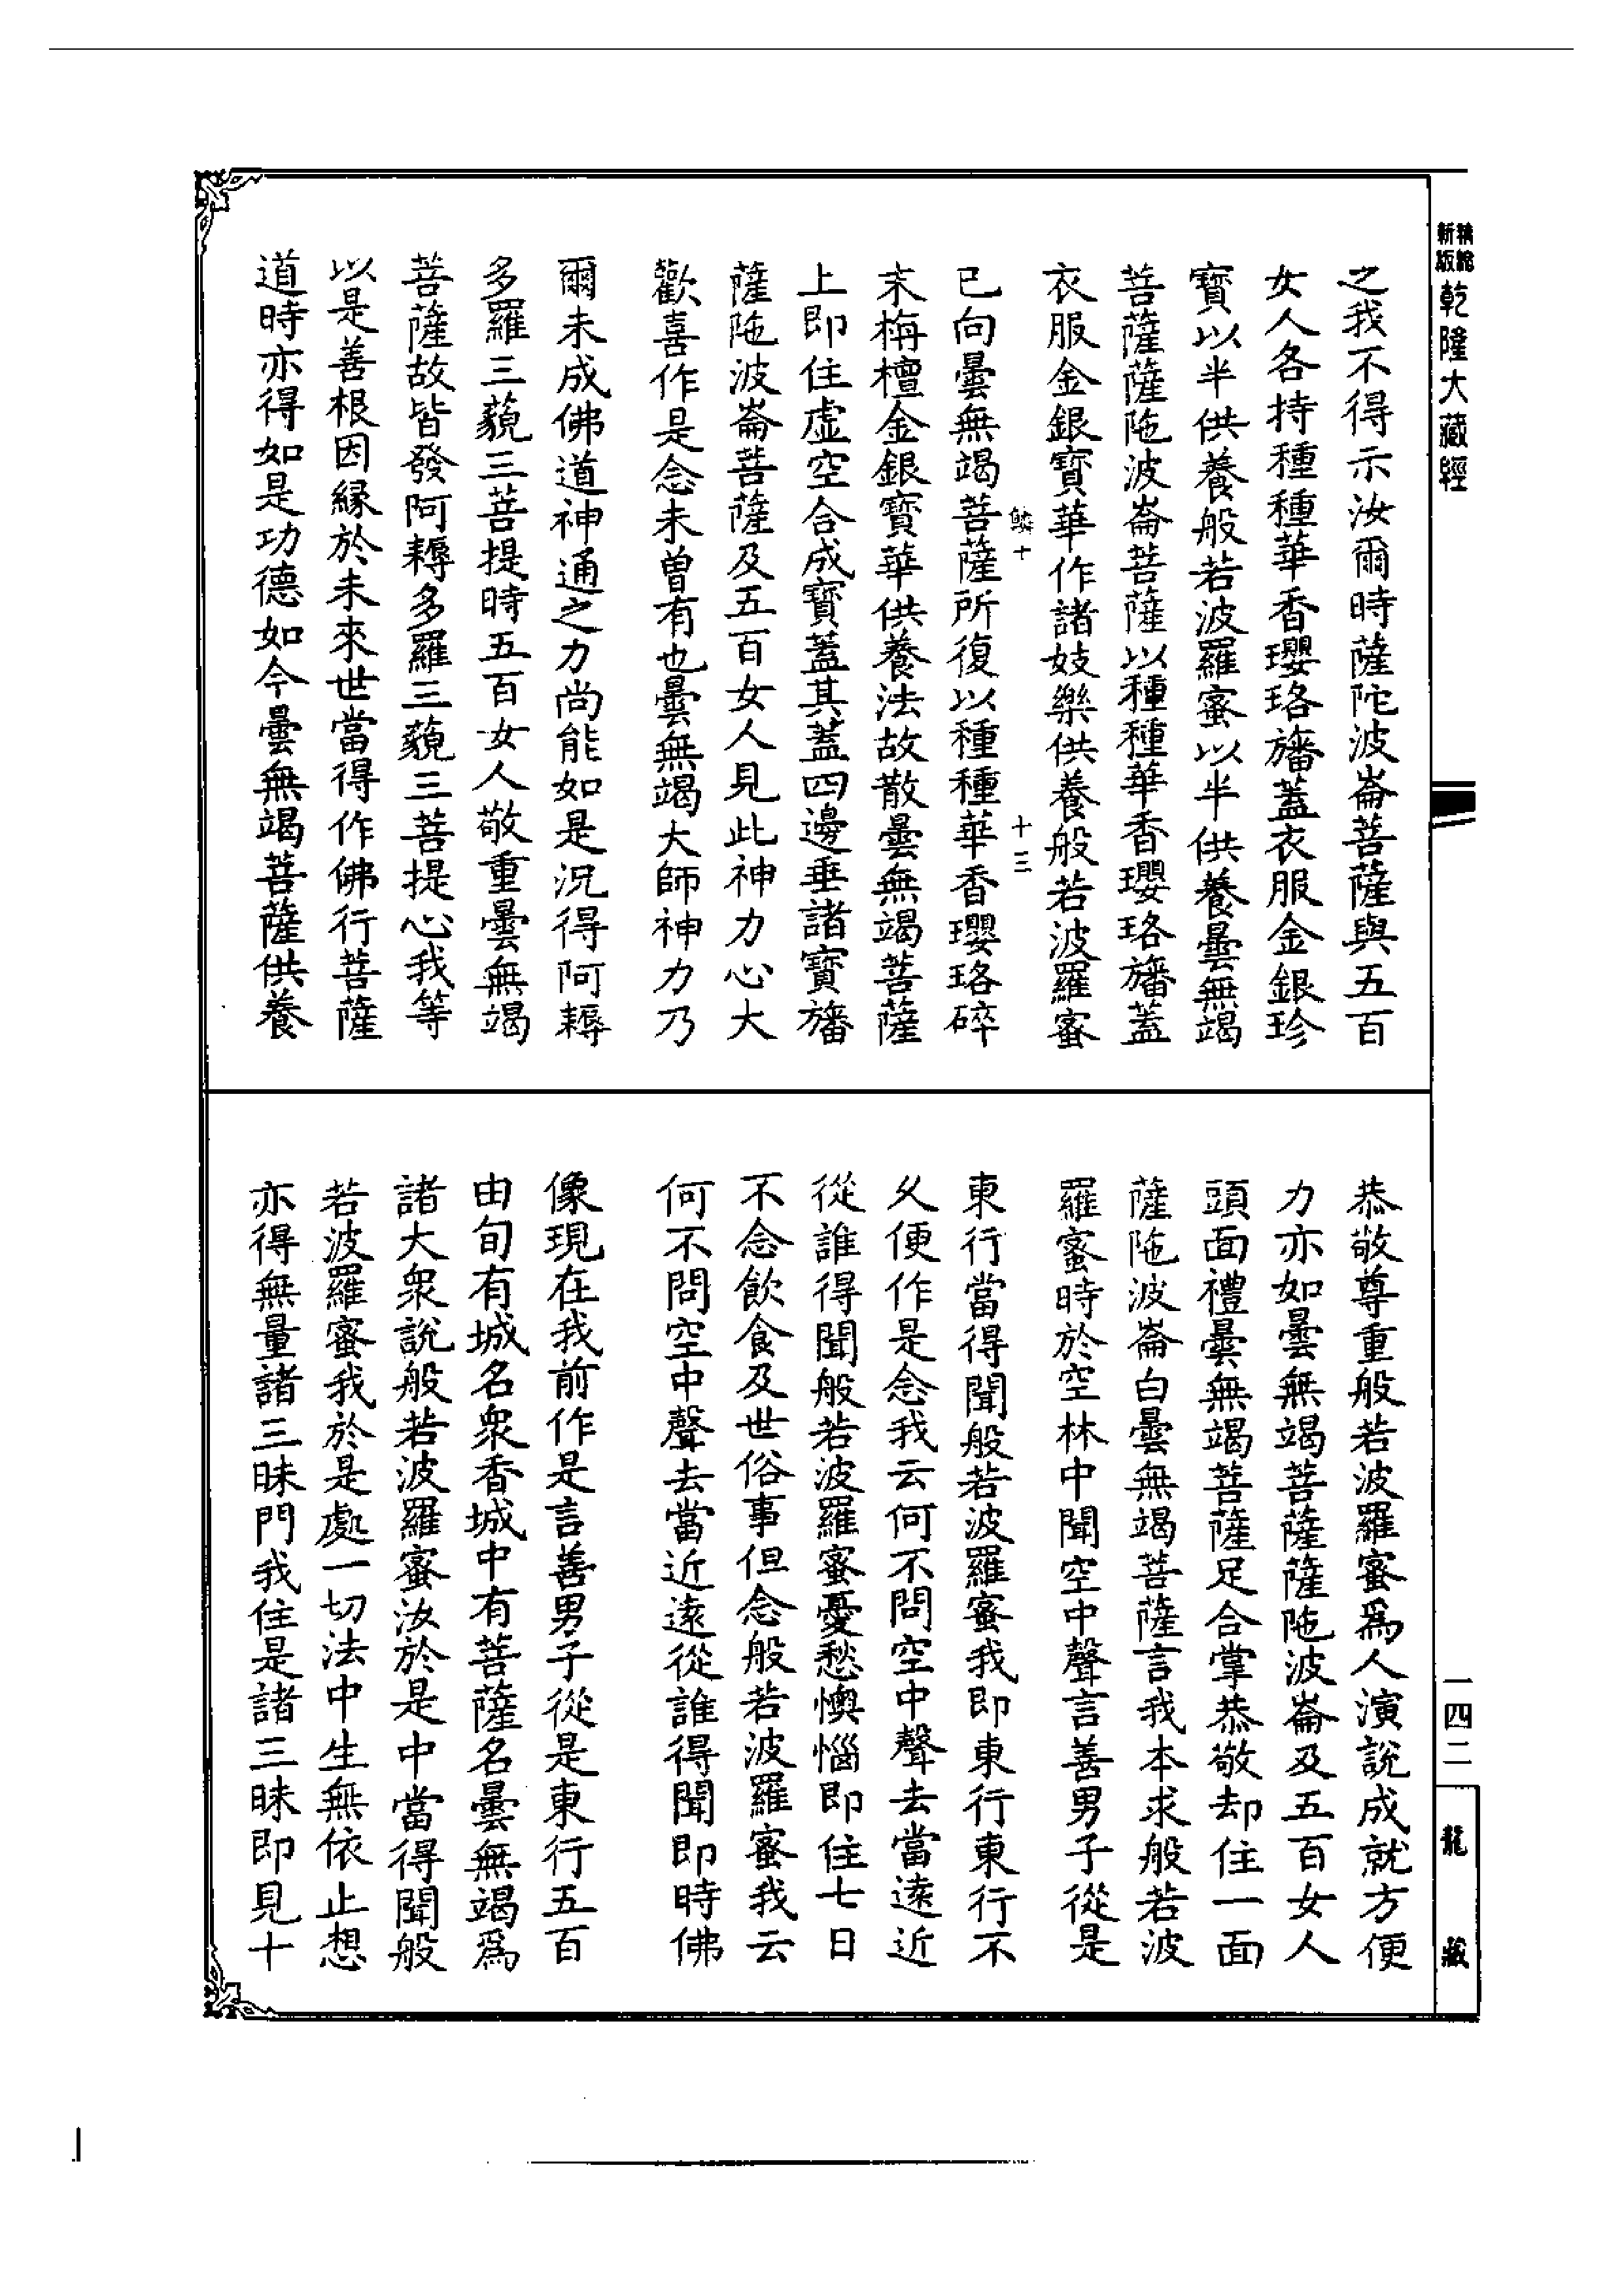 新版
精縮
乾隆大藏經
之我不得示汝爾時薩陀波崙菩薩與五百
女人各持種種華香瓔珞旛蓋衣服金銀珍
寶以半供養般若波羅蜜以半供養曇無竭
菩薩薩陁波崙菩薩以種種華香瓔珞旛蓋
衣服金銀寶華作諸妓樂供養般若波羅蜜
鱗十 十三
已向曇無竭菩薩所復以種種華香瓔珞碎
末栴檀金銀寶華供養法故散曇無竭菩薩
上即住虛空合成寶蓋其蓋四邊垂諸寶旛
薩陁波崙菩薩及五百女人見此神力心大
歡喜作是念未曾有也曇無竭大師神力乃
爾未成佛道神通之力尚能如是況得阿耨
多羅三藐三菩提時五百女人敬重曇無竭
菩薩故皆發阿耨多羅三藐三菩提心我等
以是善根因緣於未來世當得作佛行菩薩
道時亦得如是功德如今曇無竭菩薩供養
恭敬尊重般若波羅蜜爲人演說成就方便
力亦如曇無竭菩薩薩陁波崙及五百女人
頭面禮曇無竭菩薩足合掌恭敬却住一面
薩陁波崙白曇無竭菩薩言我本求般若波
羅蜜時於空林中聞空中聲言善男子從是
東行當得聞般若波羅蜜我即東行東行不
久便作是念我云何不問空中聲去當遠近
從誰得聞般若波羅蜜憂愁懊惱即住七日
不念飲食及世俗事但念般若波羅蜜我云
何不問空中聲去當近遠從誰得聞即時佛
像現在我前作是言善男子從是東行五百
由旬有城名衆香城中有菩薩名曇無竭爲
諸大衆說般若波羅蜜汝於是中當得聞般
若波羅蜜我於是處一切法中生無依止想
亦得無量諸三昧門我住是諸三昧即見十
一四二
龍藏